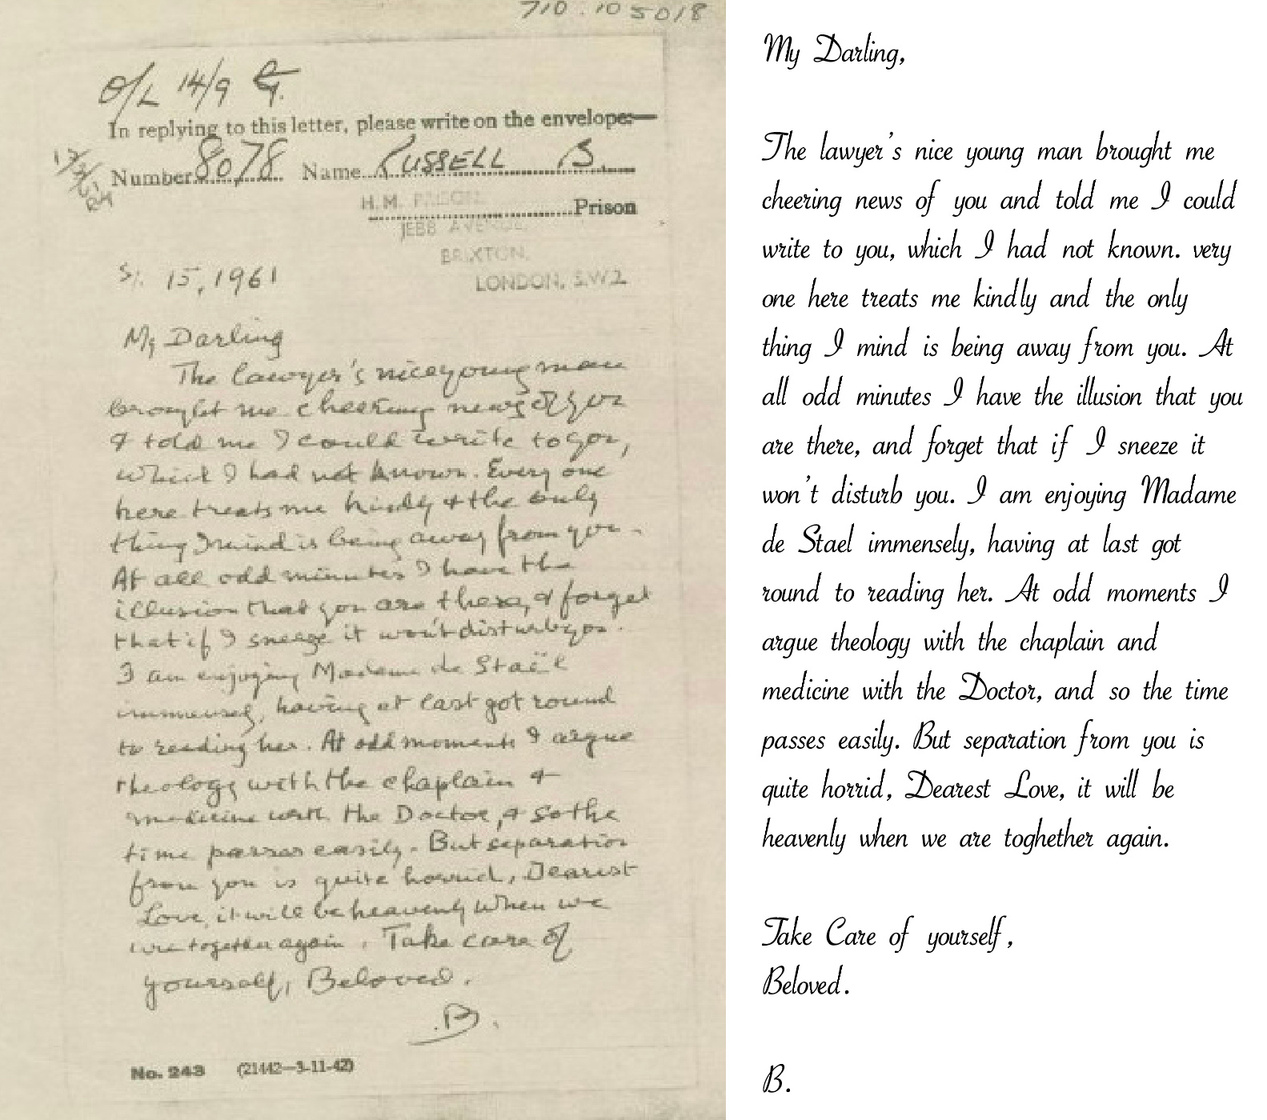 710.105018
O/L 14/9 G.
In replying to this letter, please write on the envelope:—
Number 8078 Name RUSSELL B.
H.M. PRISON, Prison
JEBB AVENUE,
BRIXTON,
LONDON, S.W.2.
15, 1961
My Darling
The lawyer's nice young man
brought me cheering news of you
& told me I could write to you,
which I had not known. Every one
here treats me kindly & the only
thing I mind is being away from you.
At all odd minutes I have the
illusion that you are there, & forget
that if I sneeze it won't disturb you.
I am enjoying Madame de Staël
immensely, having at last got round
to reading her. At odd moments I argue
theology with the chaplain &
medicine with the Doctor, & so the
time passes easily. But separation
from you is quite horrid, Dearest
Love, it will be heavenly when we
are together again. Take care of
yourself, Beloved.
B.
No. 243 (21442—3-11-42)
My Darling,
The lawyer's nice young man brought me
cheering news of you and told me I could
write to you, which I had not known. very
one here treats me kindly and the only
thing I mind is being away from you. At
all odd minutes I have the illusion that you
are there, and forget that if I sneeze it
won't disturb you. I am enjoying Madame
de Stael immensely, having at last got
round to reading her. At odd moments I
argue theology with the chaplain and
medicine with the Doctor, and so the time
passes easily. But separation from you is
quite horrid, Dearest Love, it will be
heavenly when we are toghether again.
Take Care of yourself,
Beloved.
B.